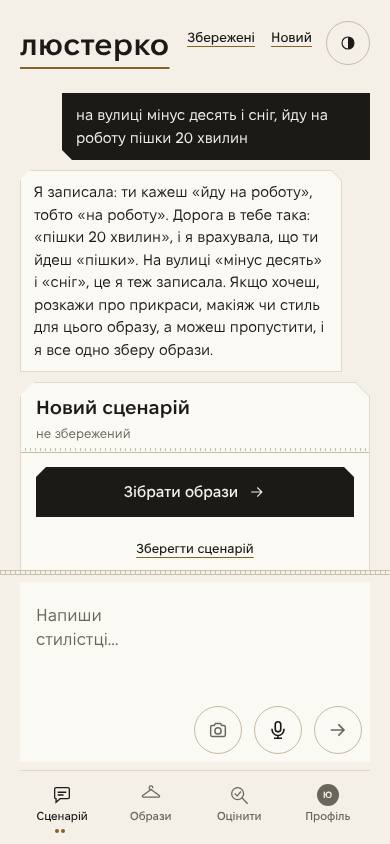 люстерко
Збережені
Новий
на вулиці мінус десять і сніг, йду на
роботу пішки 20 хвилин
Я записала: ти кажеш «йду на роботу»,
тобто «на роботу». Дорога в тебе така:
«пішки 20 хвилин», і я врахувала, що ти
йдеш «пішки». На вулиці «мінус десять»
і «сніг», це я теж записала. Якщо хочеш,
розкажи про прикраси, макіяж чи стиль
для цього образу, а можеш пропустити, і
я все одно зберу образи.
Новий сценарій
не збережений
Зібрати образи →
Зберегти сценарій
Напиши
стилістці...
Сценарій
Образи
Оцінити
Ю
Профіль